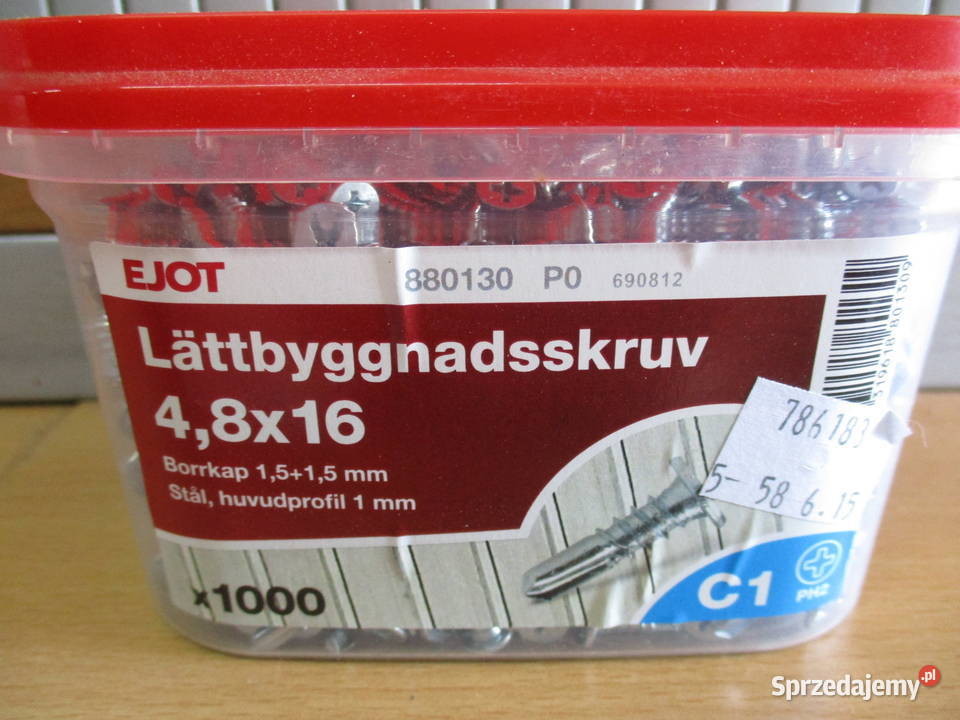 EJOT
880130 P0 690812
Lättbyggnadsskruv
4,8x16
Borrkap 1,5+1,5 mm
Stål, huvudprofil 1 mm
x1000
C1
PH2
786183
5- 58 6.15
Sprzedajemy.pl